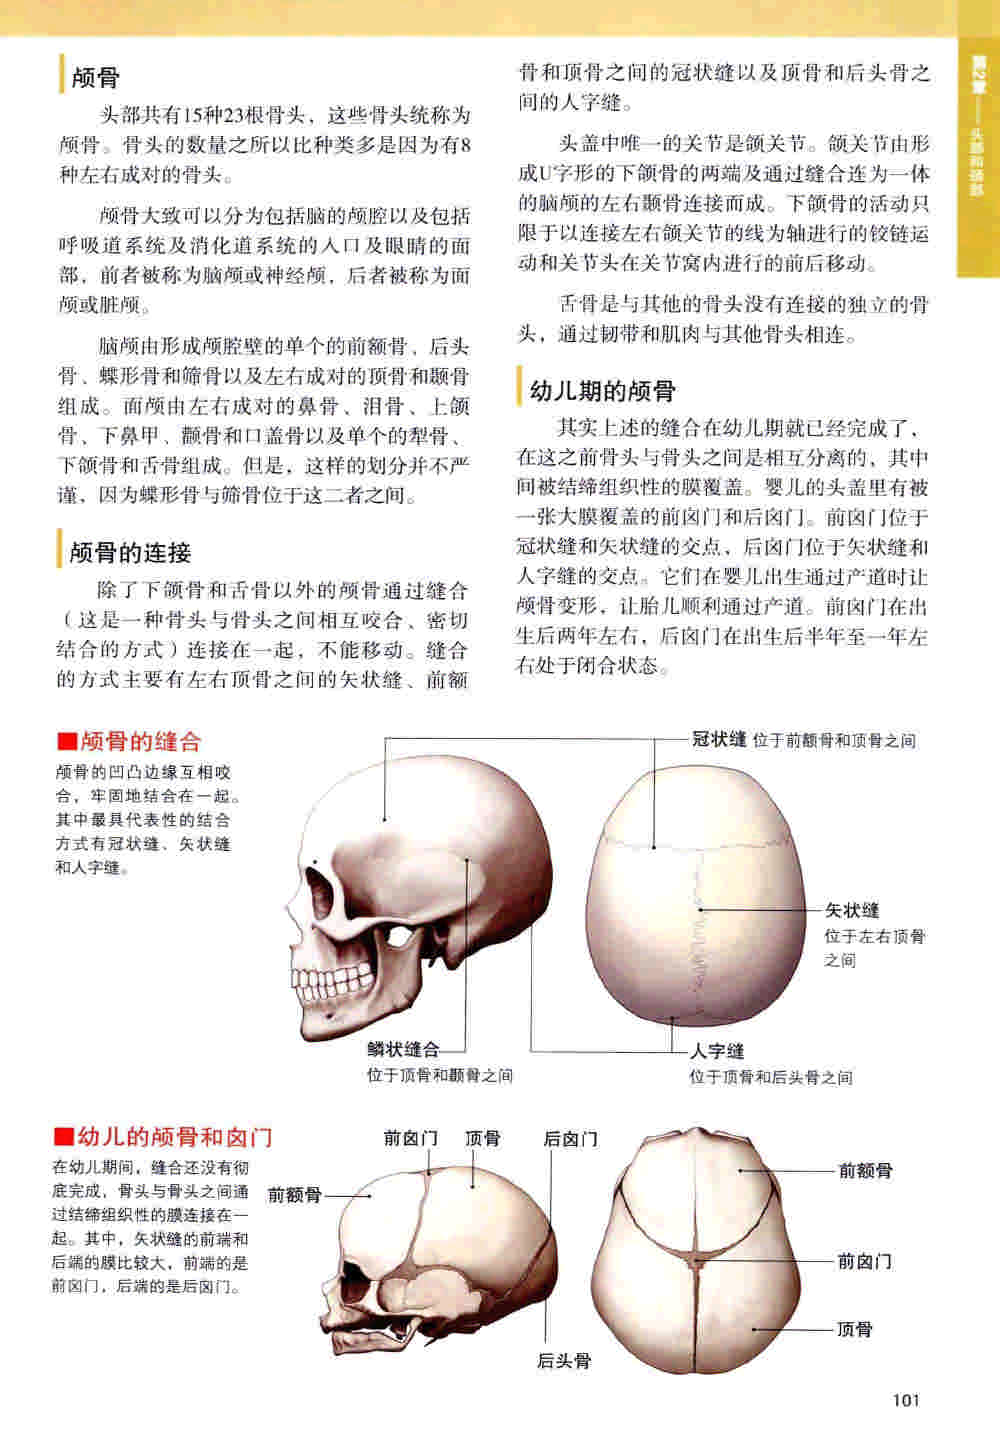 第2章——头部和颈部
颅骨
头部共有15种23根骨头，这些骨头统称为
颅骨。骨头的数量之所以比种类多是因为有8
种左右成对的骨头。
颅骨大致可以分为包括脑的颅腔以及包括
呼吸道系统及消化道系统的入口及眼睛的面
部，前者被称为脑颅或神经颅，后者被称为面
颅或脏颅。
脑颅由形成颅腔壁的单个的前额骨、后头
骨、蝶形骨和筛骨以及左右成对的顶骨和颞骨
组成。面颅由左右成对的鼻骨、泪骨、上颌
骨、下鼻甲、颧骨和口盖骨以及单个的犁骨、
下颌骨和舌骨组成。但是，这样的划分并不严
谨，因为蝶形骨与筛骨位于这二者之间。
颅骨的连接
除了下颌骨和舌骨以外的颅骨通过缝合
（这是一种骨头与骨头之间相互咬合、密切
结合的方式）连接在一起，不能移动。缝合
的方式主要有左右顶骨之间的矢状缝、前额
骨和顶骨之间的冠状缝以及顶骨和后头骨之
间的人字缝。
头盖中唯一的关节是颌关节。颌关节由形
成U字形的下颌骨的两端及通过缝合连为一体
的脑颅的左右颞骨连接而成。下颌骨的活动只
限于以连接左右颌关节的线为轴进行的铰链运
动和关节头在关节窝内进行的前后移动。
舌骨是与其他的骨头没有连接的独立的骨
头，通过韧带和肌肉与其他骨头相连。
幼儿期的颅骨
其实上述的缝合在幼儿期就已经完成了，
在这之前骨头与骨头之间是相互分离的，其中
间被结缔组织性的膜覆盖。婴儿的头盖里有被
一张大膜覆盖的前囟门和后囟门。前囟门位于
冠状缝和矢状缝的交点、后囟门位于矢状缝和
人字缝的交点。它们在婴儿出生通过产道时让
颅骨变形，让胎儿顺利通过产道。前囟门在出
生后两年左右，后囟门在出生后半年至一年左
右处于闭合状态。
■颅骨的缝合
颅骨的凹凸边缘互相咬
合，牢固地结合在一起。
其中最具代表性的结合
方式有冠状缝、矢状缝
和人字缝。
冠状缝 位于前额骨和顶骨之间
矢状缝
位于左右顶骨
之间
鳞状缝合
位于顶骨和颞骨之间
人字缝
位于顶骨和后头骨之间
■幼儿的颅骨和囟门
在幼儿期间，缝合还没有彻
底完成，骨头与骨头之间通
过结缔组织性的膜连接在一
起。其中，矢状缝的前端和
后端的膜比较大，前端的是
前囟门，后端的是后囟门。
前囟门 顶骨 后囟门
前额骨
后头骨
前额骨
前囟门
顶骨
101